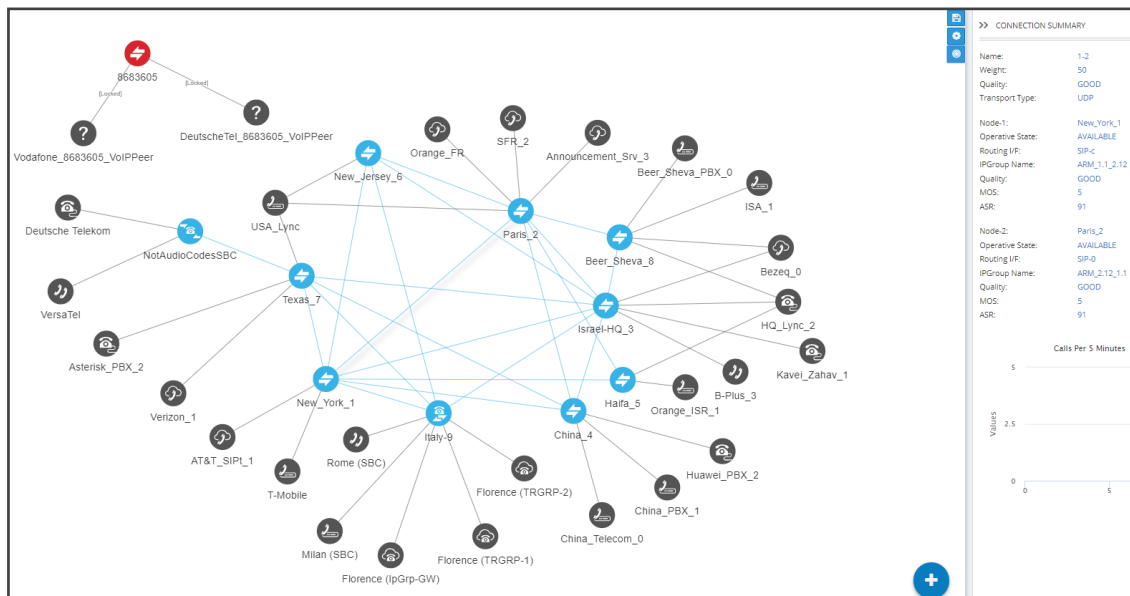 8683605
[Locked]
[Locked]
DeutscheTel_8683605_VoIPPeer
Vodafone_8683605_VoIPPeer
Orange_FR
SFR_2
Announcement_Srv_3
Beer_Sheva_PBX_0
New_Jersey_6
ISA_1
Deutsche Telekom
USA_Lync
Paris_2
NotAudioCodesSBC
Beer_Sheva_8
Bezeq_0
Texas_7
VersaTel
Israel-HQ_3
HQ_Lync_2
Asterisk_PBX_2
Kavei_Zahav_1
New_York_1
Haifa_5
B-Plus_3
Verizon_1
Orange_ISR_1
Italy-9
China_4
AT&T_SIPt_1
Rome (SBC)
Huawei_PBX_2
T-Mobile
Florence (TRGRP-2)
China_PBX_1
China_Telecom_0
Milan (SBC)
Florence (TRGRP-1)
Florence (IpGrp-GW)
CONNECTION SUMMARY
Name: 1-2
Weight: 50
Quality: GOOD
Transport Type: UDP
Node-1: New_York_1
Operative State: AVAILABLE
Routing I/F: SIP-c
IPGroup Name: ARM_1.1_2.12
Quality: GOOD
MOS: 5
ASR: 91
Node-2: Paris_2
Operative State: AVAILABLE
Routing I/F: SIP-0
IPGroup Name: ARM_2.12_1.1
Quality: GOOD
MOS: 5
ASR: 91
Calls Per 5 Minutes
5
2.5
Values
0
0 5